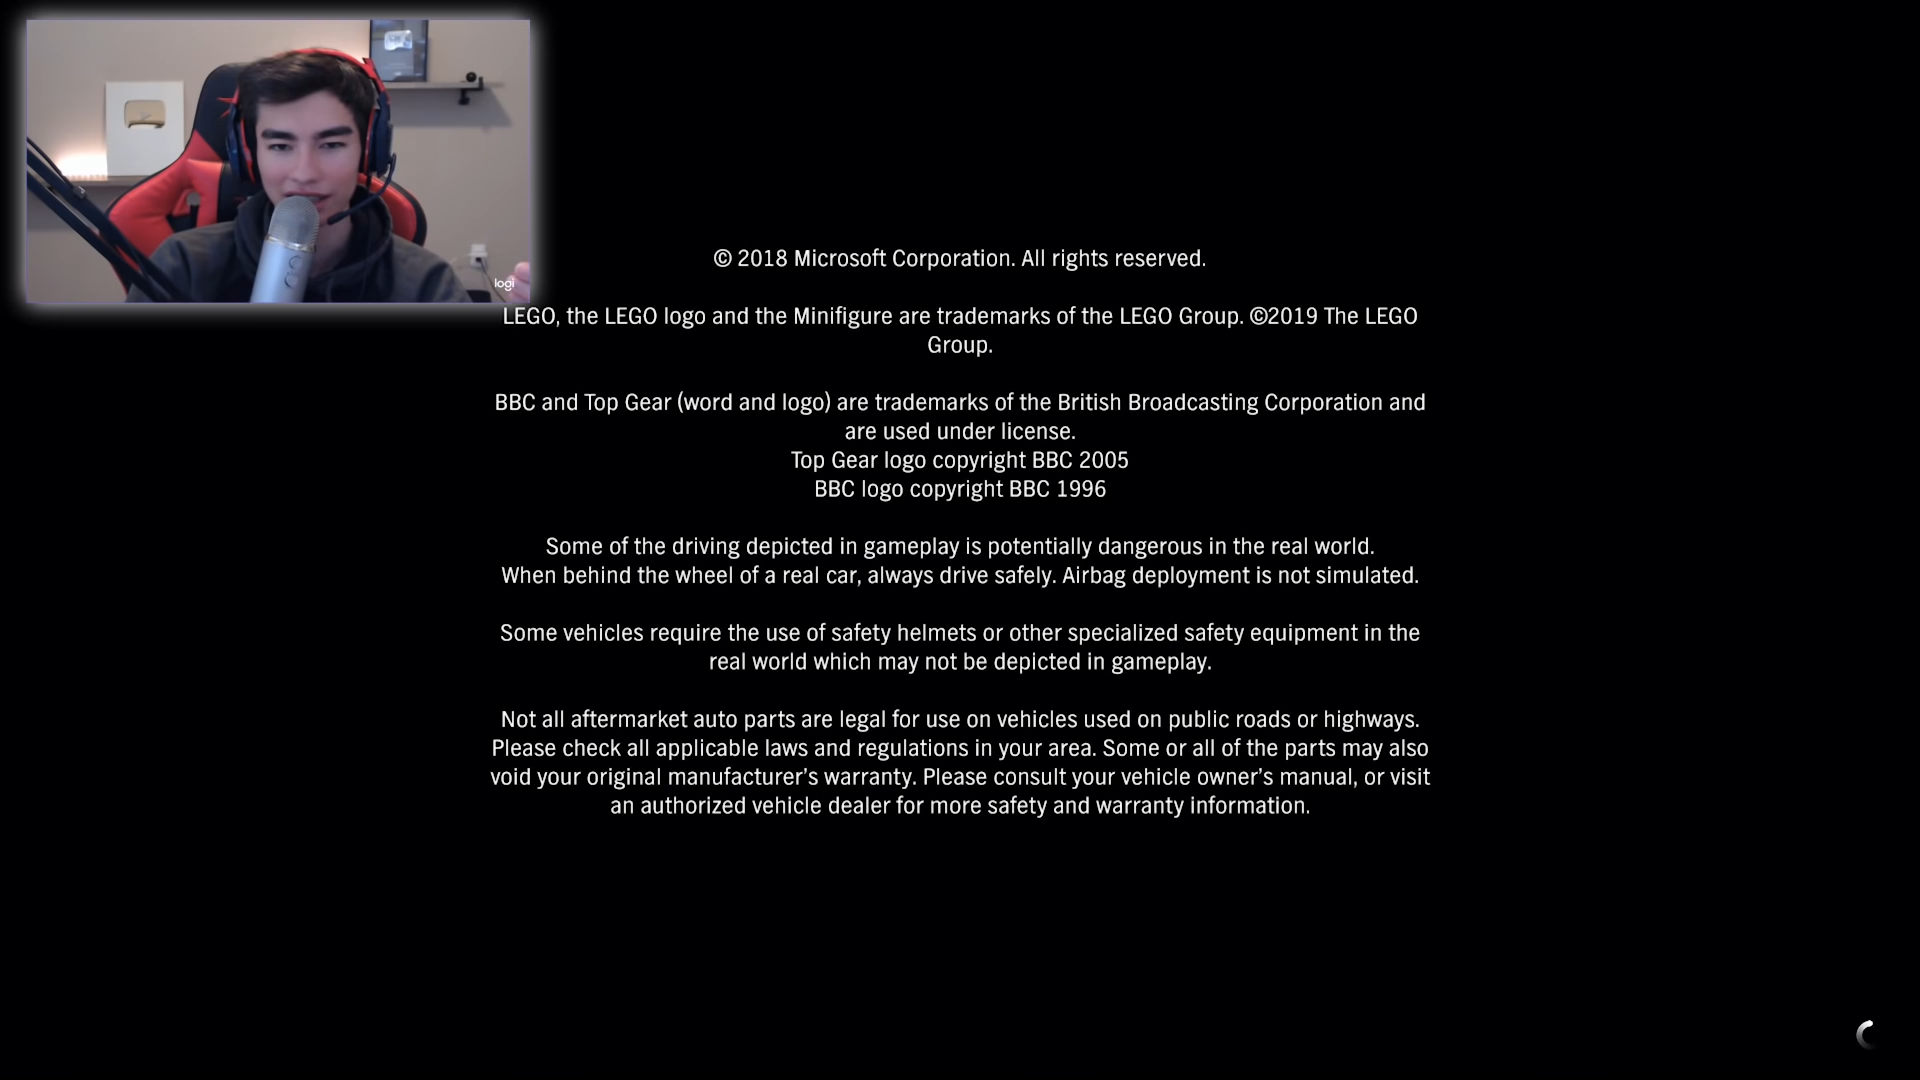 logi
© 2018 Microsoft Corporation. All rights reserved.
LEGO, the LEGO logo and the Minifigure are trademarks of the LEGO Group. ©2019 The LEGO
Group.
BBC and Top Gear (word and logo) are trademarks of the British Broadcasting Corporation and
are used under license.
Top Gear logo copyright BBC 2005
BBC logo copyright BBC 1996
Some of the driving depicted in gameplay is potentially dangerous in the real world.
When behind the wheel of a real car, always drive safely. Airbag deployment is not simulated.
Some vehicles require the use of safety helmets or other specialized safety equipment in the
real world which may not be depicted in gameplay.
Not all aftermarket auto parts are legal for use on vehicles used on public roads or highways.
Please check all applicable laws and regulations in your area. Some or all of the parts may also
void your original manufacturer’s warranty. Please consult your vehicle owner’s manual, or visit
an authorized vehicle dealer for more safety and warranty information.